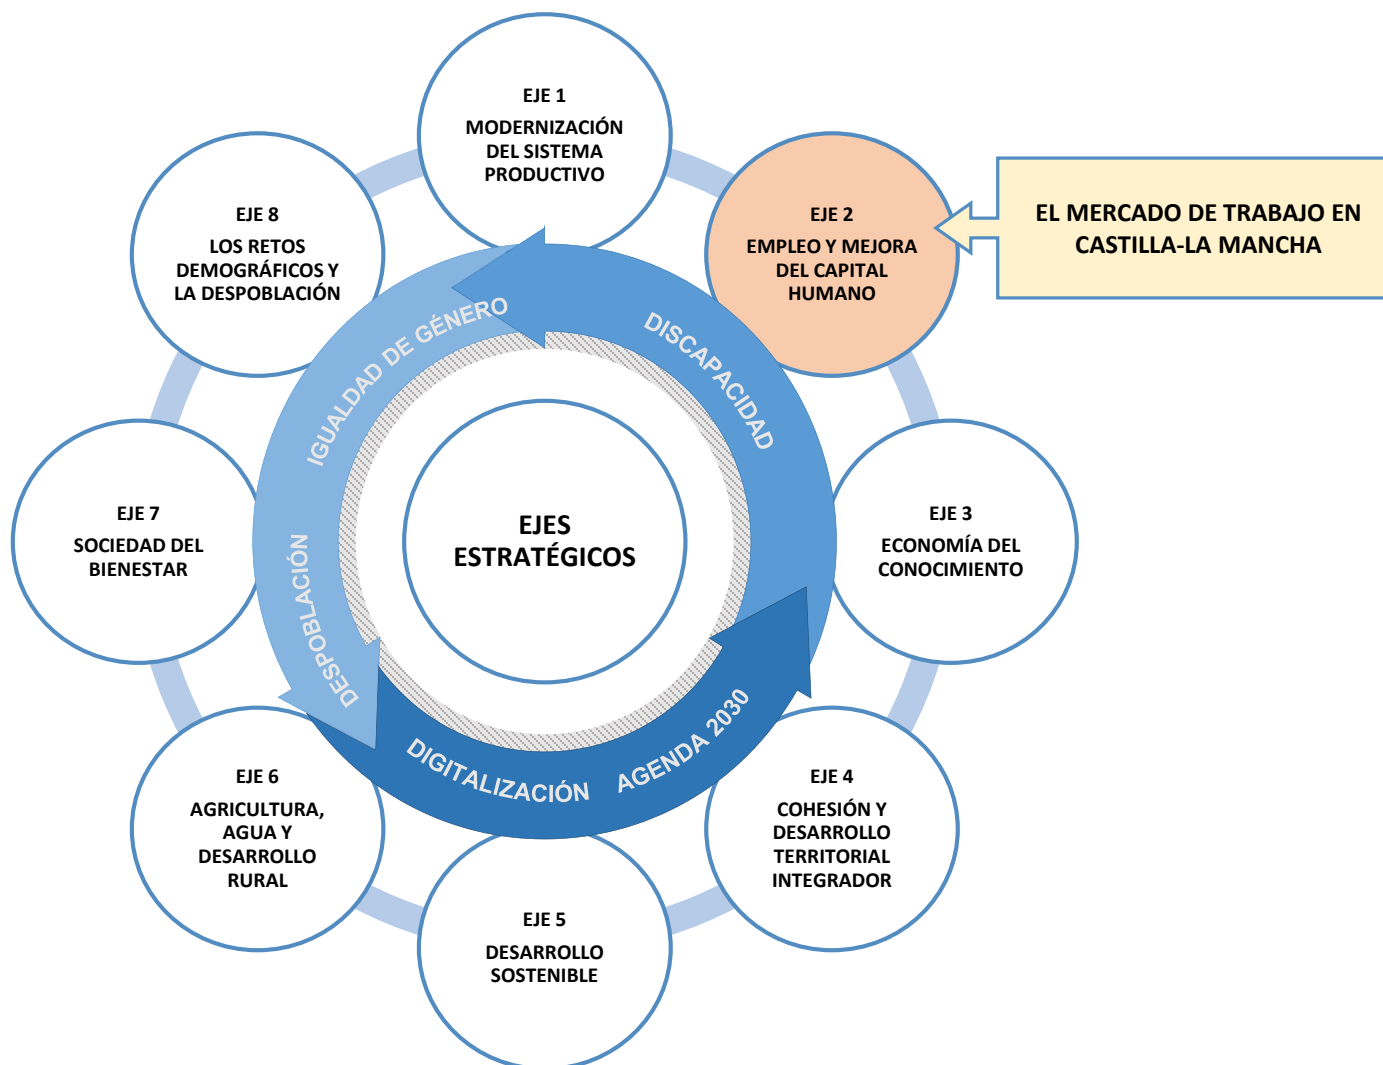 EJE 1
MODERNIZACIÓN
DEL SISTEMA
PRODUCTIVO
EJE 2
EMPLEO Y MEJORA
DEL CAPITAL
HUMANO
EL MERCADO DE TRABAJO EN
CASTILLA-LA MANCHA
EJE 8
LOS RETOS
DEMOGRÁFICOS Y
LA DESPOBLACIÓN
IGUALDAD DE GÉNERO
DISCAPACIDAD
EJE 7
SOCIEDAD DEL
BIENESTAR
EJES
ESTRATÉGICOS
EJE 3
ECONOMÍA DEL
CONOCIMIENTO
DESPOBLACIÓN
DIGITALIZACIÓN
AGENDA 2030
EJE 6
AGRICULTURA,
AGUA Y
DESARROLLO
RURAL
EJE 4
COHESIÓN Y
DESARROLLO
TERRITORIAL
INTEGRADOR
EJE 5
DESARROLLO
SOSTENIBLE